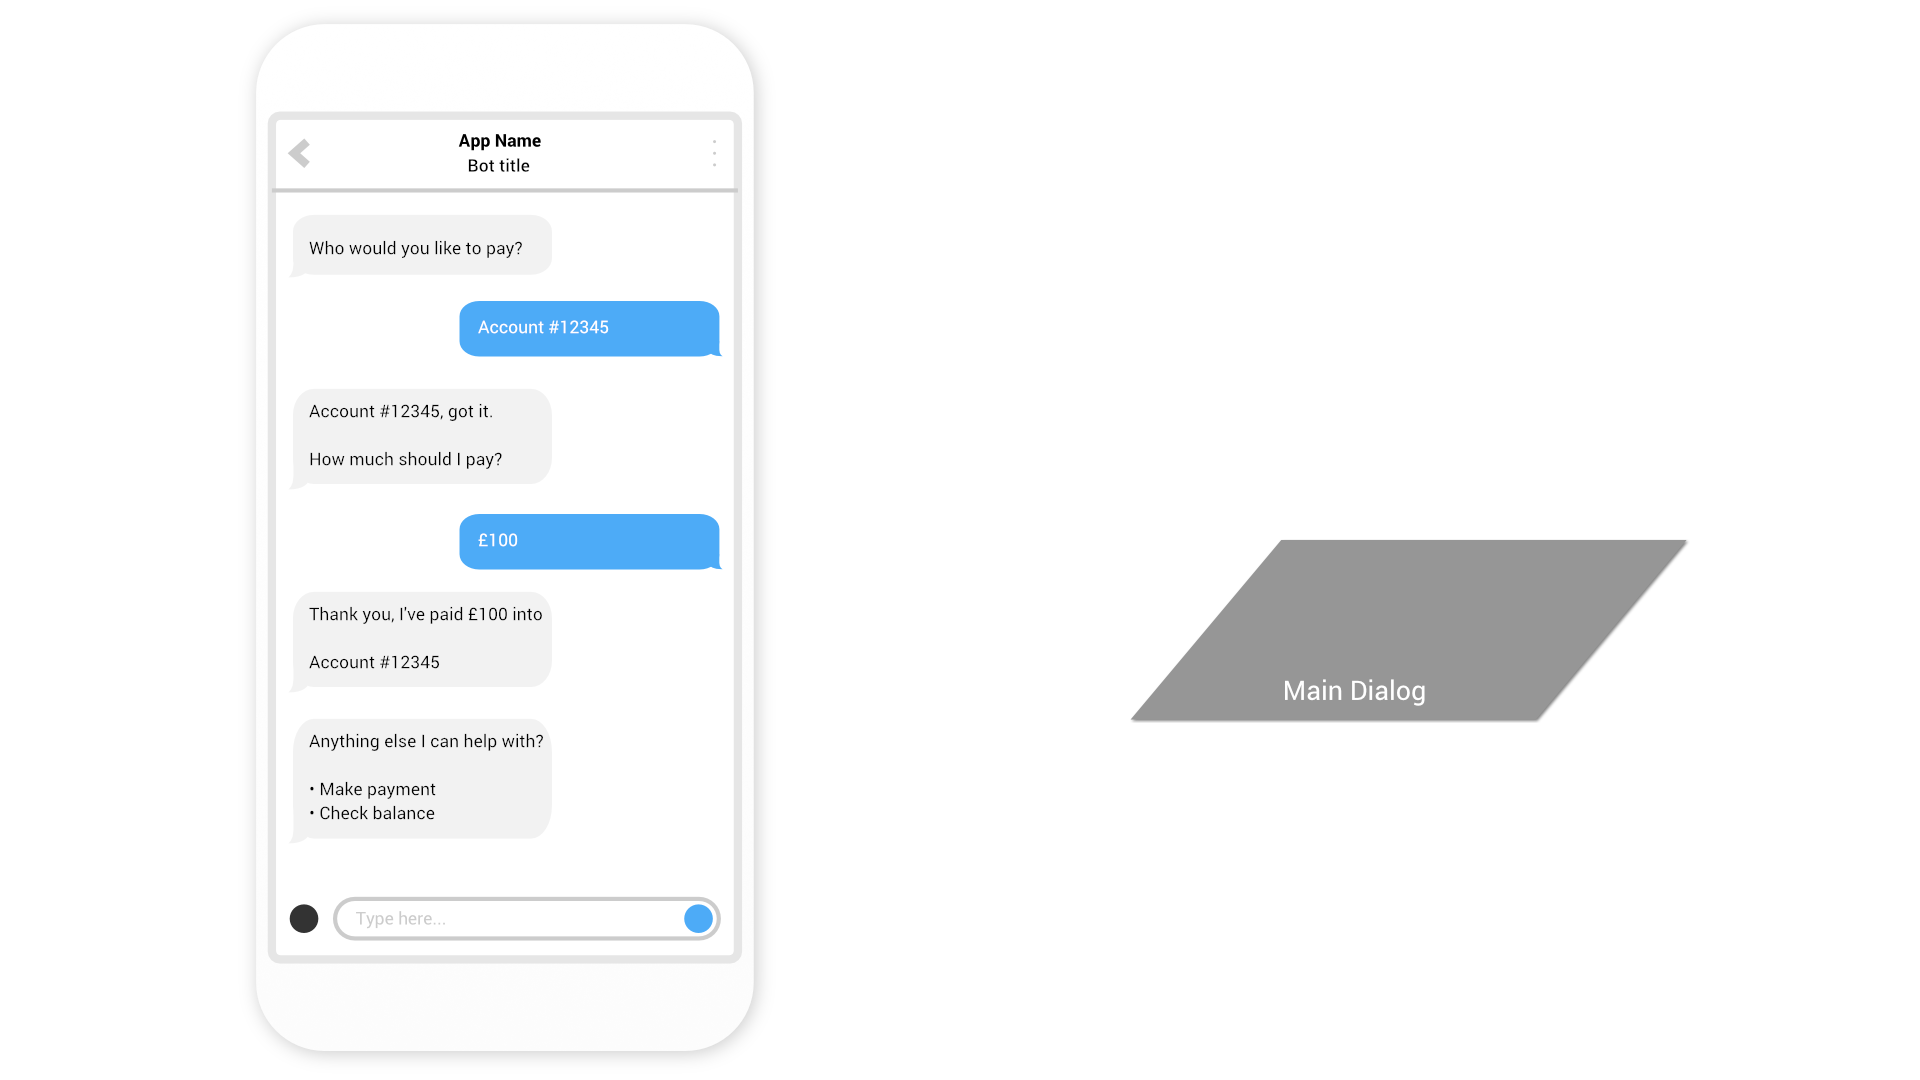 App Name
Bot title
Who would you like to pay?
Account #12345
Account #12345, got it.
How much should I pay?
£100
Thank you, I've paid £100 into
Account #12345
Anything else I can help with?
• Make payment
• Check balance
Type here...
Main Dialog